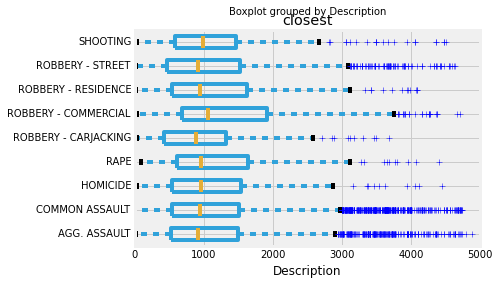 Boxplot grouped by Description
closest
SHOOTING
ROBBERY - STREET
ROBBERY - RESIDENCE
ROBBERY - COMMERCIAL
ROBBERY - CARJACKING
RAPE
HOMICIDE
COMMON ASSAULT
AGG. ASSAULT
0 1000 2000 3000 4000 5000
Description